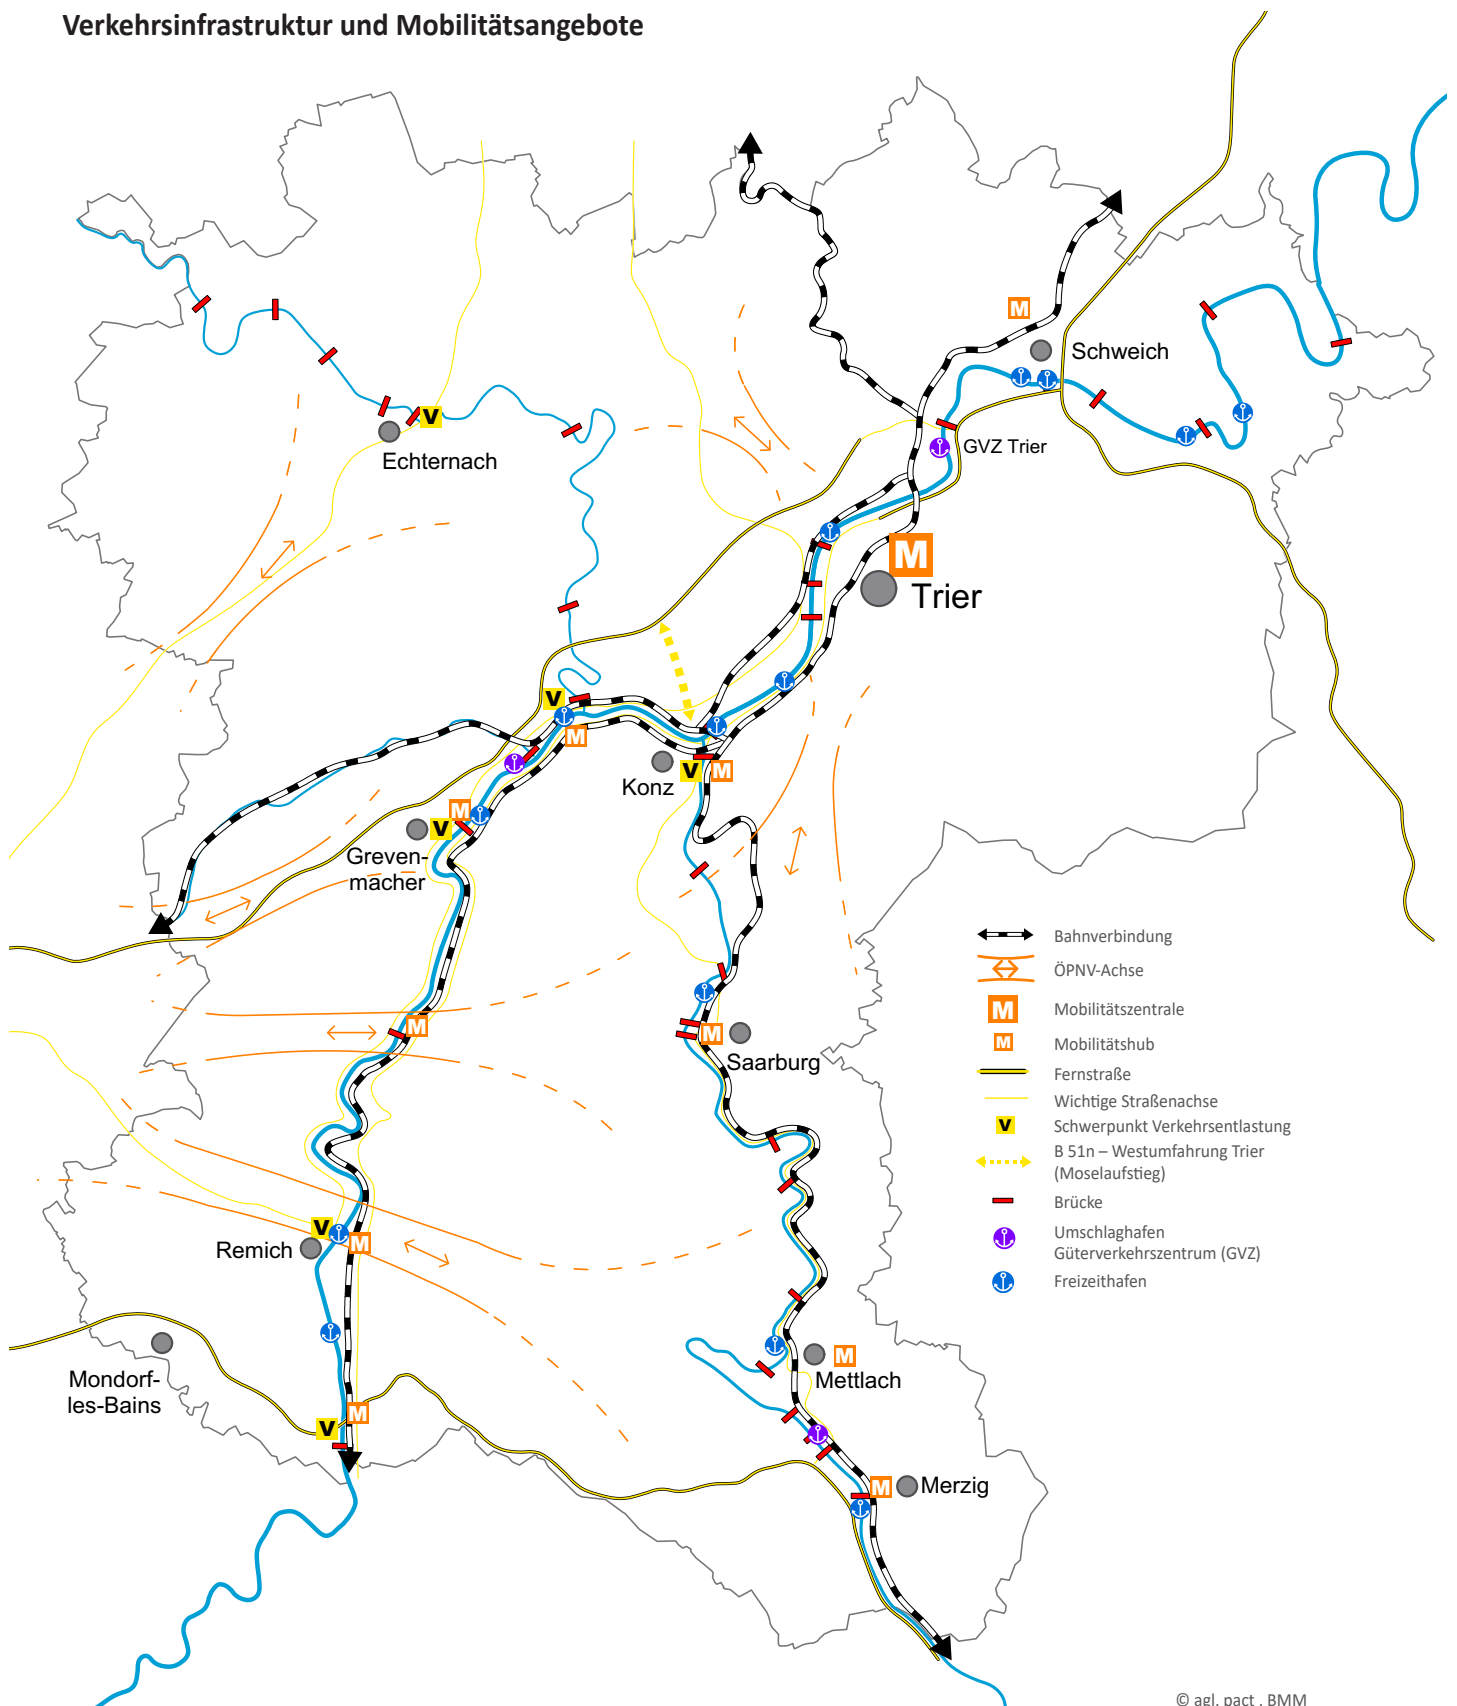 Verkehrsinfrastruktur und Mobilitätsangebote
M
Schweich
V
Echternach
GVZ Trier
M
Trier
V
M
Konz
V
M
M
V
Greven-
macher
M
M
Saarburg
V
M
Remich
Mondorf-
les-Bains
M
V
M
Mettlach
M
Merzig
Bahnverbindung
ÖPNV-Achse
M
Mobilitätszentrale
M
Mobilitätshub
Fernstraße
Wichtige Straßenachse
V
Schwerpunkt Verkehrsentlastung
B 51n – Westumfahrung Trier
(Moselaufstieg)
Brücke
Umschlaghafen
Güterverkehrszentrum (GVZ)
Freizeithafen
© agl, pact , BMM